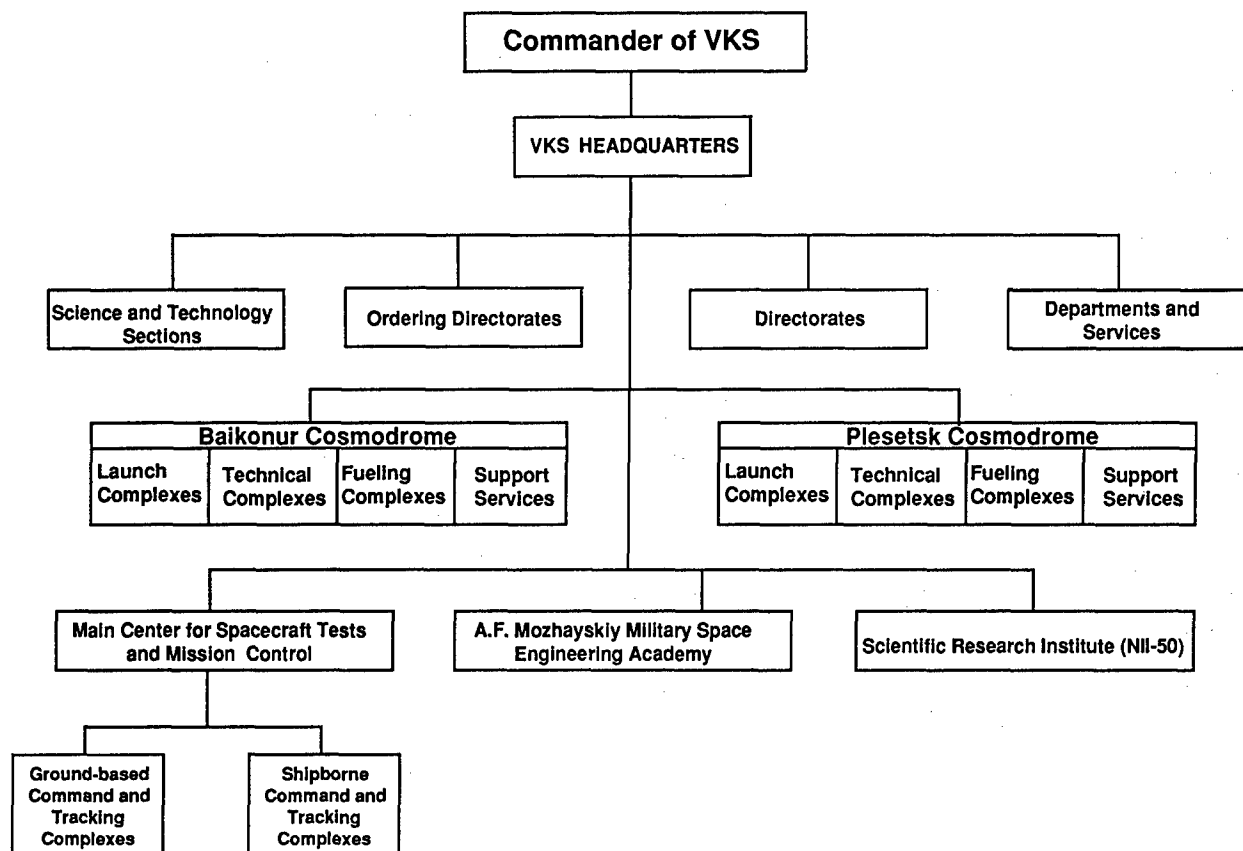 Commander of VKS
VKS HEADQUARTERS
Science and Technology
Sections
Ordering Directorates
Directorates
Departments and
Services
Baikonur Cosmodrome
Launch
Complexes
Technical
Complexes
Fueling
Complexes
Support
Services
Plesetsk Cosmodrome
Launch
Complexes
Technical
Complexes
Fueling
Complexes
Support
Services
Main Center for Spacecraft Tests
and Mission Control
A.F. Mozhayskiy Military Space
Engineering Academy
Scientific Research Institute (NII-50)
Ground-based
Command and
Tracking
Complexes
Shipborne
Command and
Tracking
Complexes